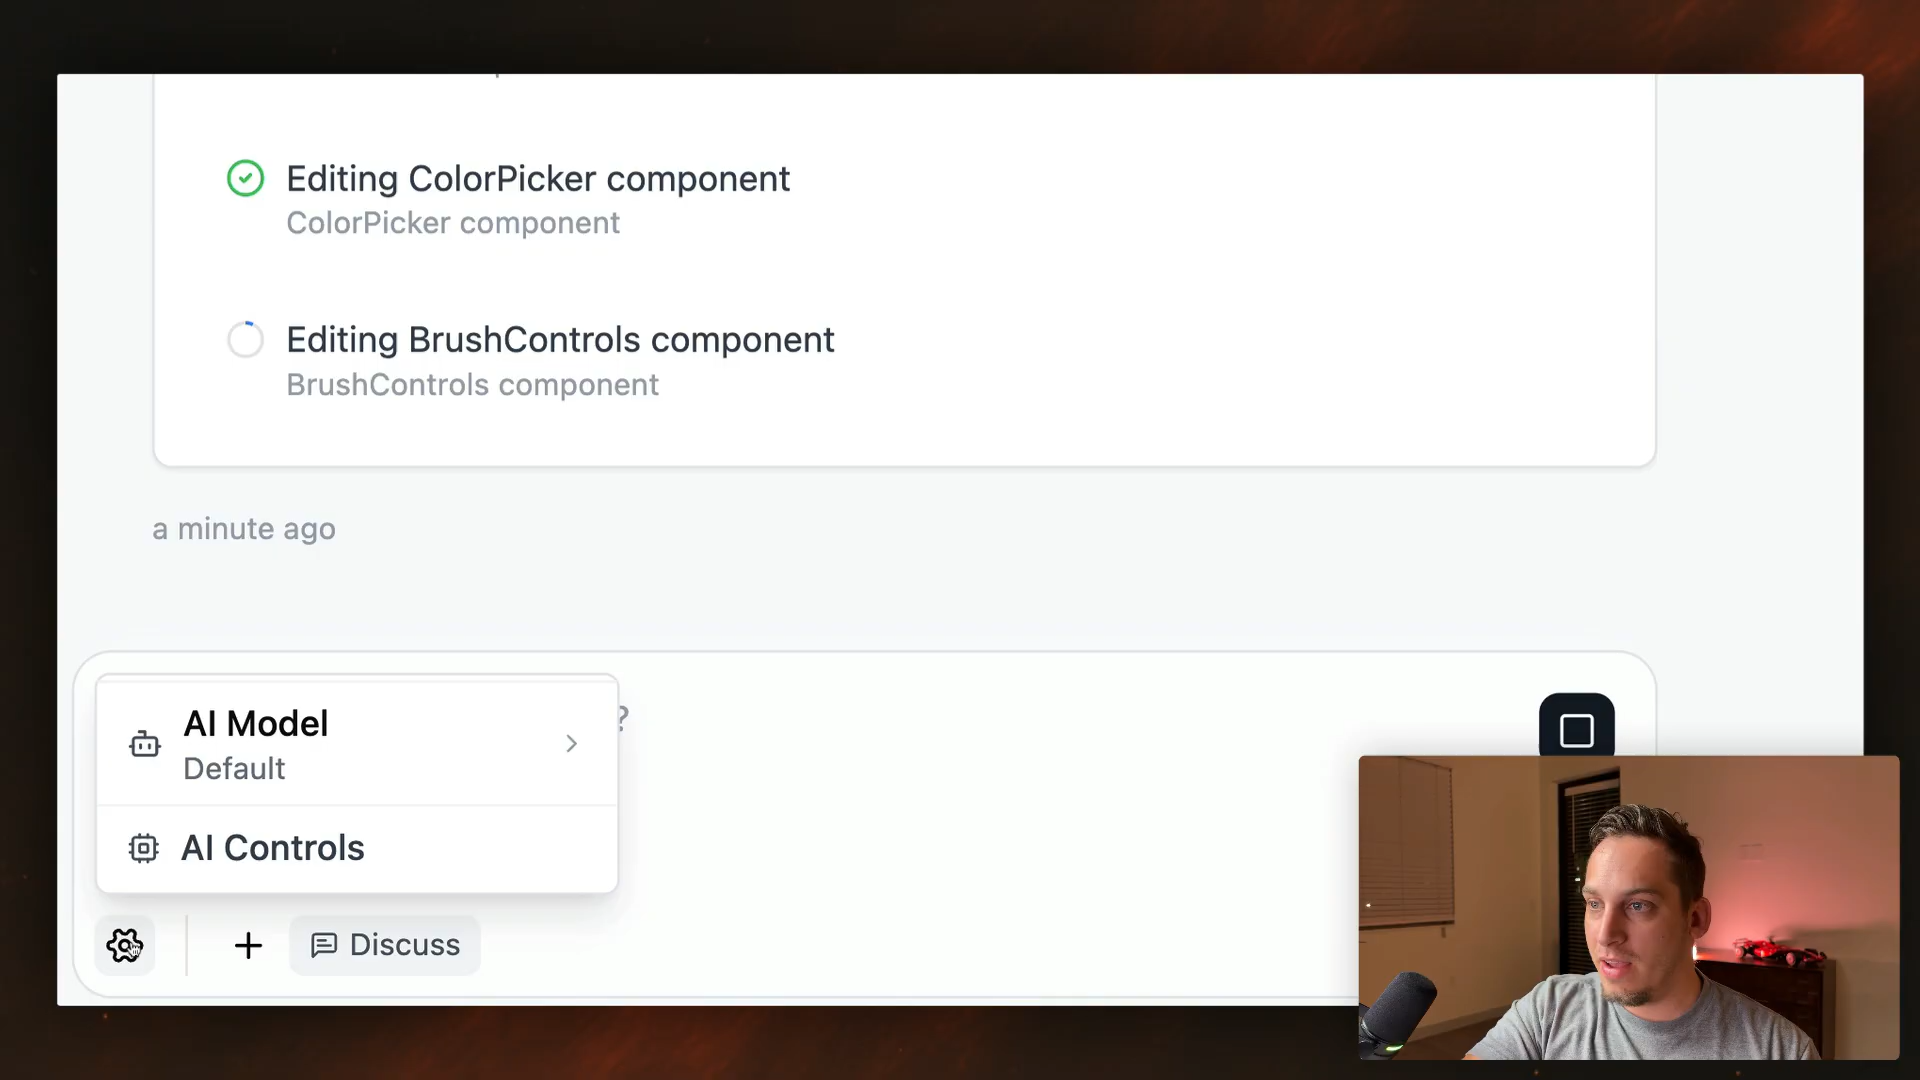 Editing ColorPicker component
ColorPicker component
Editing BrushControls component
BrushControls component
a minute ago
?
AI Model
Default
AI Controls
Discuss